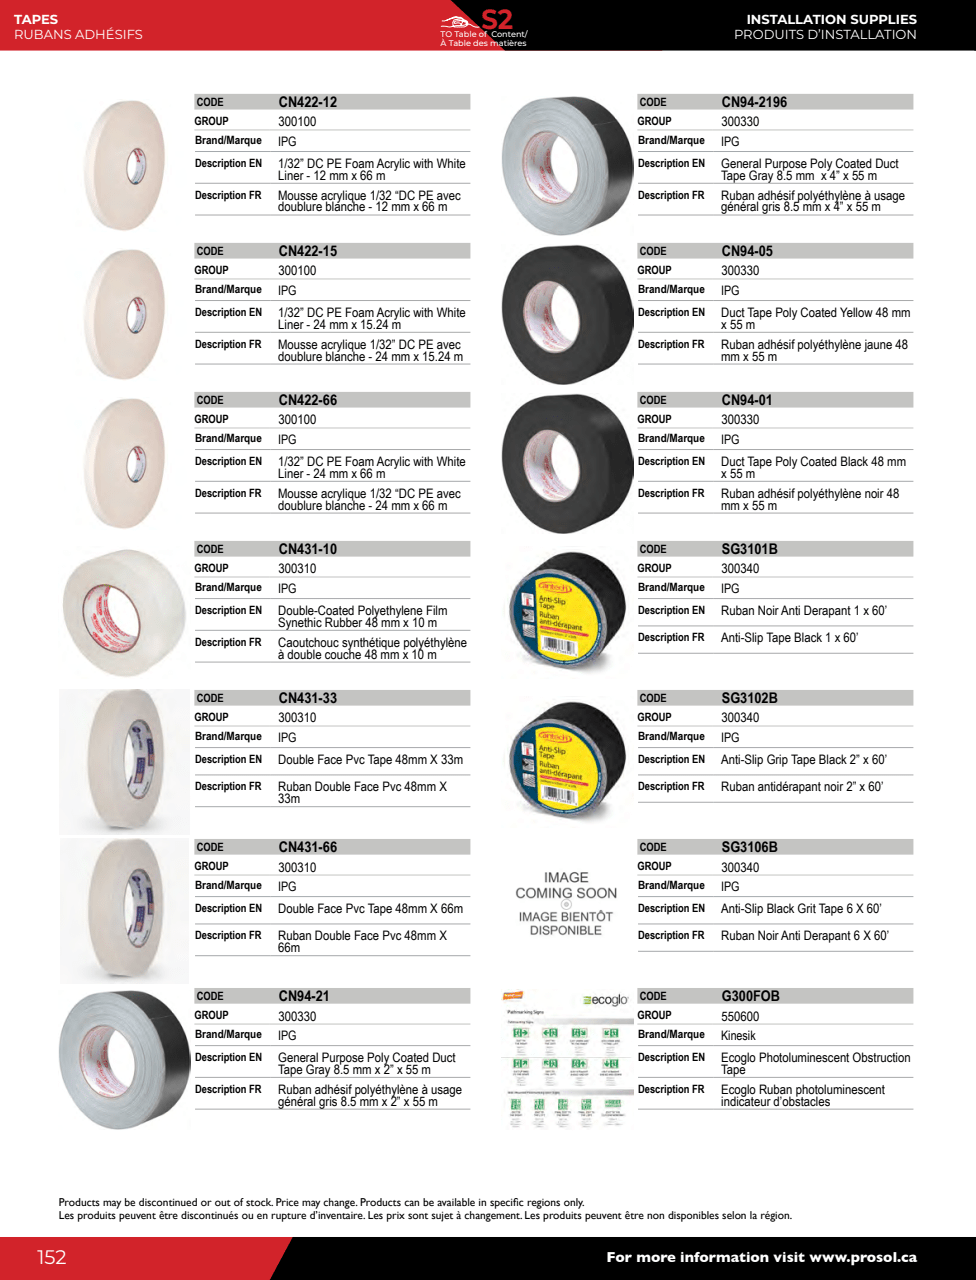 TAPES
RUBANS ADHÉSIFS
S2
TO Table of Content/
À Table des matières
INSTALLATION SUPPLIES
PRODUITS D'INSTALLATION
CODE CN422-12
GROUP 300100
Brand/Marque IPG
Description EN 1/32” DC PE Foam Acrylic with White
Liner - 12 mm x 66 m
Description FR Mousse acrylique 1/32 “DC PE avec
doublure blanche - 12 mm x 66 m
CODE CN422-15
GROUP 300100
Brand/Marque IPG
Description EN 1/32” DC PE Foam Acrylic with White
Liner - 24 mm x 15.24 m
Description FR Mousse acrylique 1/32” DC PE avec
doublure blanche - 24 mm x 15.24 m
CODE CN422-66
GROUP 300100
Brand/Marque IPG
Description EN 1/32” DC PE Foam Acrylic with White
Liner - 24 mm x 66 m
Description FR Mousse acrylique 1/32 “DC PE avec
doublure blanche - 24 mm x 66 m
CODE CN431-10
GROUP 300310
Brand/Marque IPG
Description EN Double-Coated Polyethylene Film
Synethic Rubber 48 mm x 10 m
Description FR Caoutchouc synthétique polyéthylène
à double couche 48 mm x 10 m
CODE CN431-33
GROUP 300310
Brand/Marque IPG
Description EN Double Face Pvc Tape 48mm X 33m
Description FR Ruban Double Face Pvc 48mm X
33m
CODE CN431-66
GROUP 300310
Brand/Marque IPG
Description EN Double Face Pvc Tape 48mm X 66m
Description FR Ruban Double Face Pvc 48mm X
66m
CODE CN94-21
GROUP 300330
Brand/Marque IPG
Description EN General Purpose Poly Coated Duct
Tape Gray 8.5 mm x 2” x 55 m
Description FR Ruban adhésif polyéthylène à usage
général gris 8.5 mm x 2” x 55 m
CODE CN94-2196
GROUP 300330
Brand/Marque IPG
Description EN General Purpose Poly Coated Duct
Tape Gray 8.5 mm x 4” x 55 m
Description FR Ruban adhésif polyéthylène à usage
général gris 8.5 mm x 4” x 55 m
CODE CN94-05
GROUP 300330
Brand/Marque IPG
Description EN Duct Tape Poly Coated Yellow 48 mm
x 55 m
Description FR Ruban adhésif polyéthylène jaune 48
mm x 55 m
CODE CN94-01
GROUP 300330
Brand/Marque IPG
Description EN Duct Tape Poly Coated Black 48 mm
x 55 m
Description FR Ruban adhésif polyéthylène noir 48
mm x 55 m
cantech
Anti-Slip
Tape
Ruban
anti-dérapant
CODE SG3101B
GROUP 300340
Brand/Marque IPG
Description EN Ruban Noir Anti Derapant 1 x 60’
Description FR Anti-Slip Tape Black 1 x 60’
cantech
Anti-Slip
Tape
Ruban
anti-dérapant
CODE SG3102B
GROUP 300340
Brand/Marque IPG
Description EN Anti-Slip Grip Tape Black 2” x 60’
Description FR Ruban antidérapant noir 2” x 60’
IMAGE
COMING SOON
IMAGE BIENTÔT
DISPONIBLE
CODE SG3106B
GROUP 300340
Brand/Marque IPG
Description EN Anti-Slip Black Grit Tape 6 X 60’
Description FR Ruban Noir Anti Derapant 6 X 60’
ecoglo
Pathmarking Signs
CODE G300FOB
GROUP 550600
Brand/Marque Kinesik
Description EN Ecoglo Photoluminescent Obstruction
Tape
Description FR Ecoglo Ruban photoluminescent
indicateur d’obstacles
Products may be discontinued or out of stock. Price may change. Products can be available in specific regions only.
Les produits peuvent être discontinués ou en rupture d’inventaire. Les prix sont sujet à changement. Les produits peuvent être non disponibles selon la région.
152
For more information visit www.prosol.ca